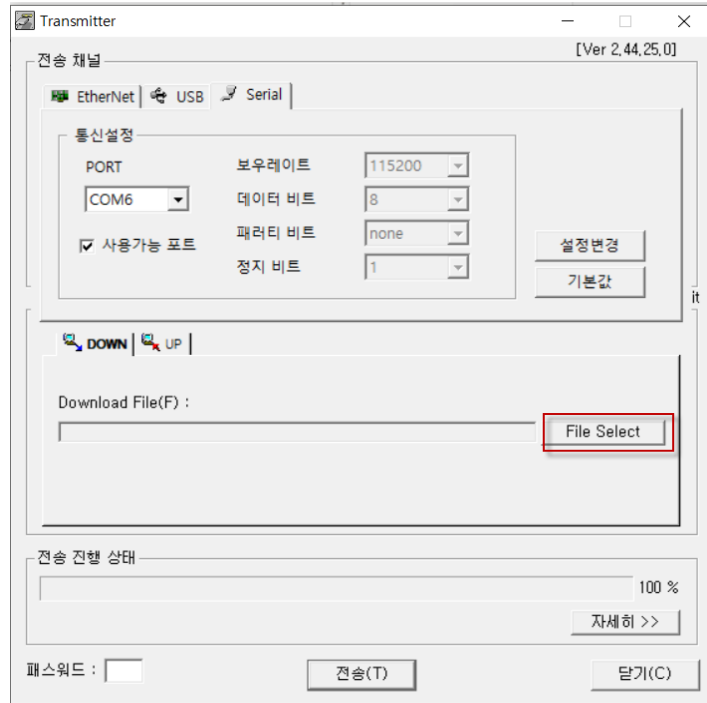 Transmitter
[Ver 2,44,25,0]
전송 채널
EtherNet USB Serial
통신설정
PORT 보우레이트 115200
COM6 데이터 비트 8
사용가능 포트 패러티 비트 none
정지 비트 1
설정변경
기본값
it
DOWN UP
Download File(F) :
File Select
전송 진행 상태
100 %
자세히 >>
패스워드 : 전송(T) 닫기(C)